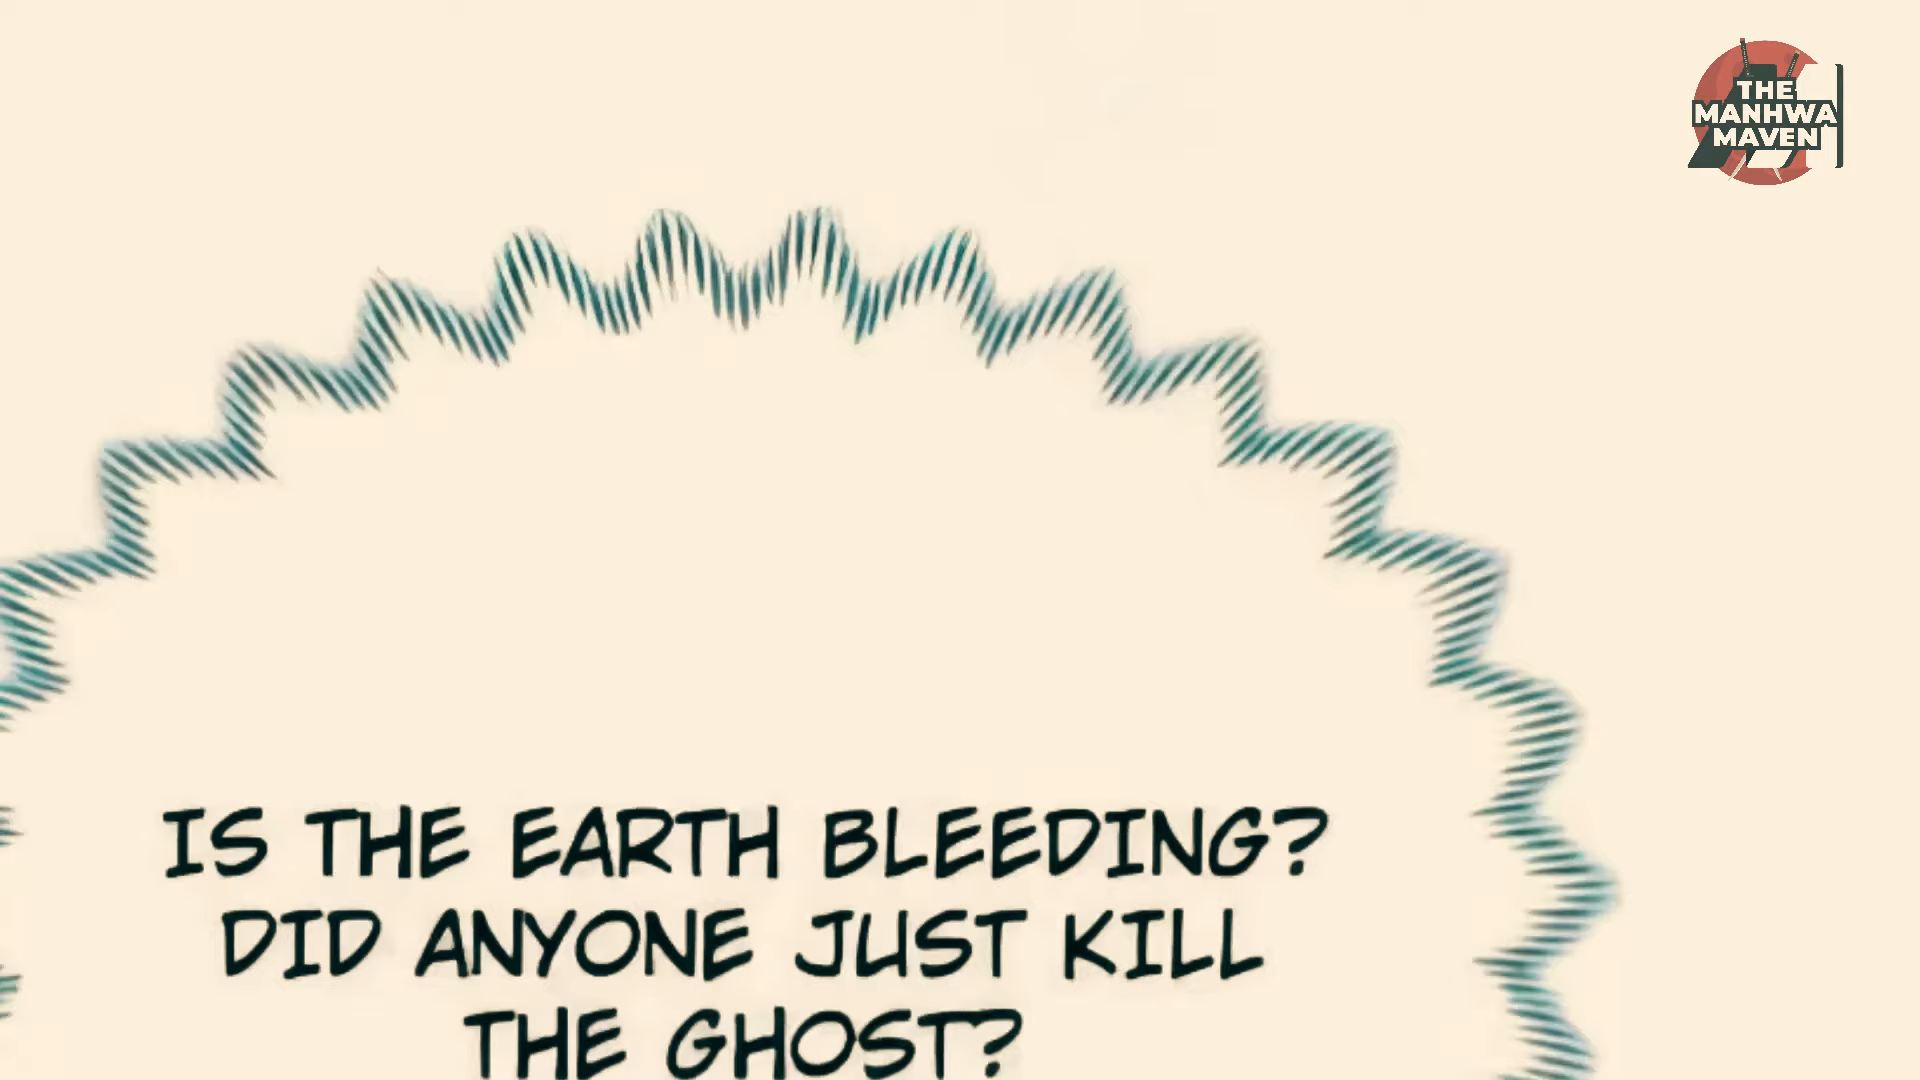 THE
MANHWA
MAVEN
IS THE EARTH BLEEDING?
DID ANYONE JUST KILL
THE GHOST?